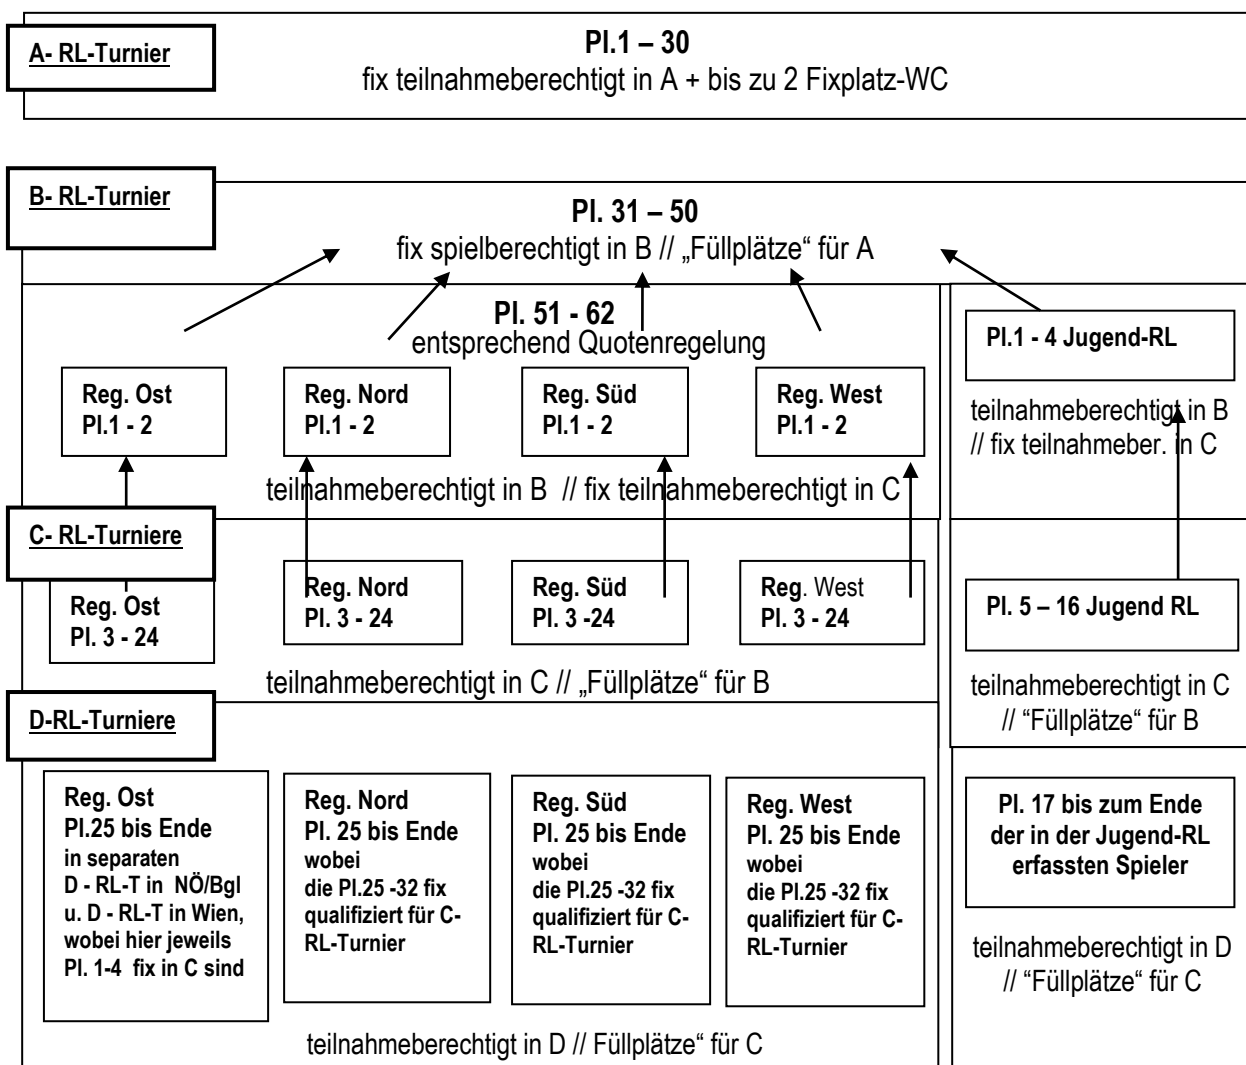 A- RL-Turnier
Pl.1 – 30
fix teilnahmeberechtigt in A + bis zu 2 Fixplatz-WC
B- RL-Turnier
Pl. 31 – 50
fix spielberechtigt in B // „Füllplätze“ für A
Pl. 51 - 62
entsprechend Quotenregelung
Reg. Ost
Pl.1 - 2
Reg. Nord
Pl.1 - 2
Reg. Süd
Pl.1 - 2
Reg. West
Pl.1 - 2
teilnahmeberechtigt in B // fix teilnahmeberechtigt in C
Pl.1 - 4 Jugend-RL
teilnahmeberechtigt in B
// fix teilnahmeber. in C
C- RL-Turniere
Reg. Ost
Pl. 3 - 24
Reg. Nord
Pl. 3 - 24
Reg. Süd
Pl. 3 -24
Reg. West
Pl. 3 - 24
teilnahmeberechtigt in C // „Füllplätze“ für B
Pl. 5 – 16 Jugend RL
teilnahmeberechtigt in C
// “Füllplätze“ für B
D-RL-Turniere
Reg. Ost
Pl.25 bis Ende
in separaten
D - RL-T in NÖ/Bgl
u. D - RL-T in Wien,
wobei hier jeweils
Pl. 1-4 fix in C sind
Reg. Nord
Pl. 25 bis Ende
wobei
die Pl.25 -32 fix
qualifiziert für C-
RL-Turnier
Reg. Süd
Pl. 25 bis Ende
wobei
die Pl.25 -32 fix
qualifiziert für C-
RL-Turnier
Reg. West
Pl. 25 bis Ende
wobei
die Pl.25 -32 fix
qualifiziert für C-
RL-Turnier
teilnahmeberechtigt in D // Füllplätze“ für C
Pl. 17 bis zum Ende
der in der Jugend-RL
erfassten Spieler
teilnahmeberechtigt in D
// “Füllplätze“ für C